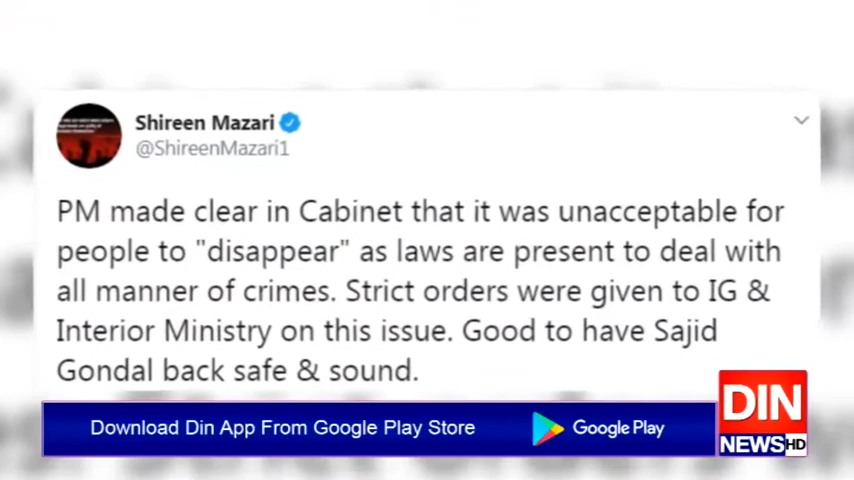 Shireen Mazari
@ShireenMazari1
PM made clear in Cabinet that it was unacceptable for
people to "disappear" as laws are present to deal with
all manner of crimes. Strict orders were given to IG &
Interior Ministry on this issue. Good to have Sajid
Gondal back safe & sound.
Download Din App From Google Play Store
Google Play
DIN
NEWS HD